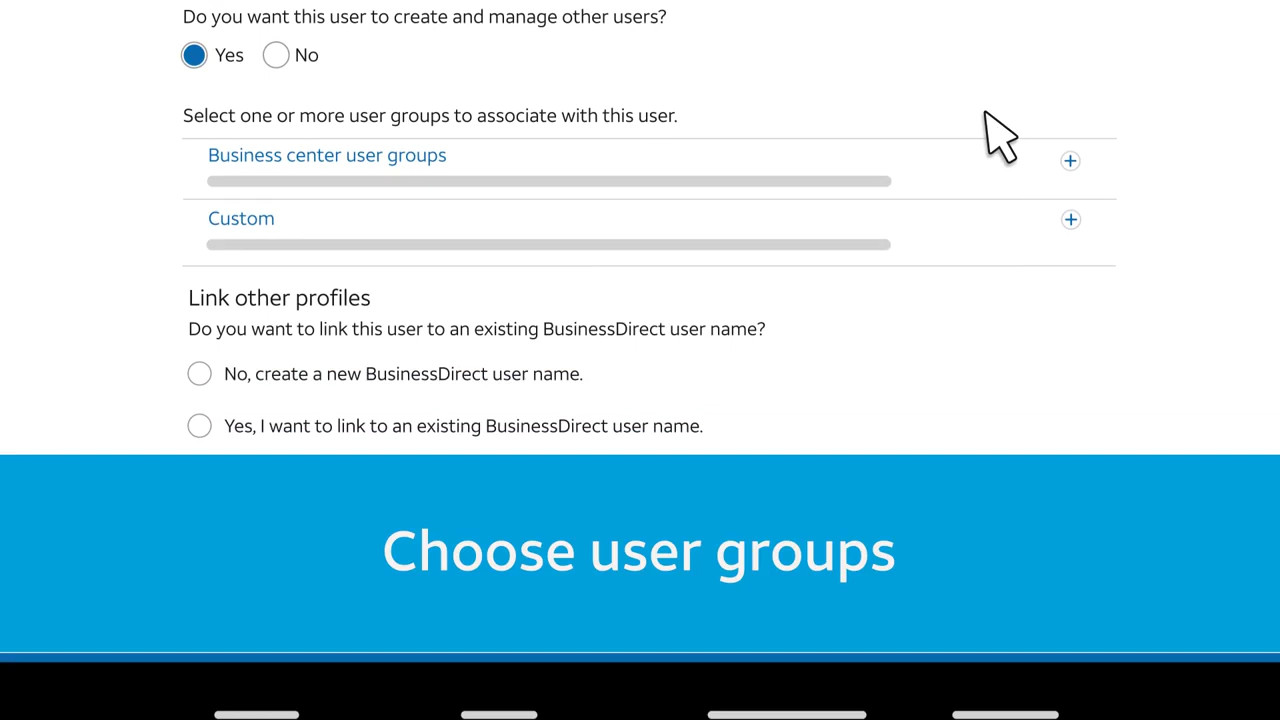 Do you want this user to create and manage other users?
Yes No
Select one or more user groups to associate with this user.
Business center user groups
Custom
Link other profiles
Do you want to link this user to an existing BusinessDirect user name?
No, create a new BusinessDirect user name.
Yes, I want to link to an existing BusinessDirect user name.
Choose user groups